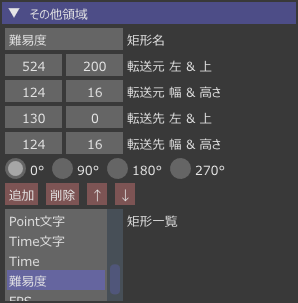 ▼ その他領域
難易度 矩形名
524 200 転送元 左 & 上
124 16 転送元 幅 & 高さ
130 0 転送先 左 & 上
124 16 転送先 幅 & 高さ
0° 90° 180° 270°
追加 削除 ↑ ↓
Point文字 矩形一覧
Time文字
Time
難易度
FPS